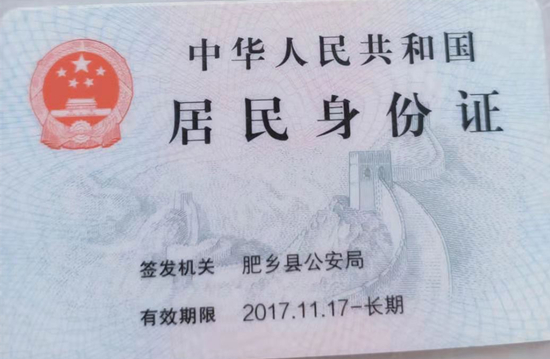 中华人民共和国
居民身份证
签发机关 肥乡县公安局
有效期限 2017.11.17-长期